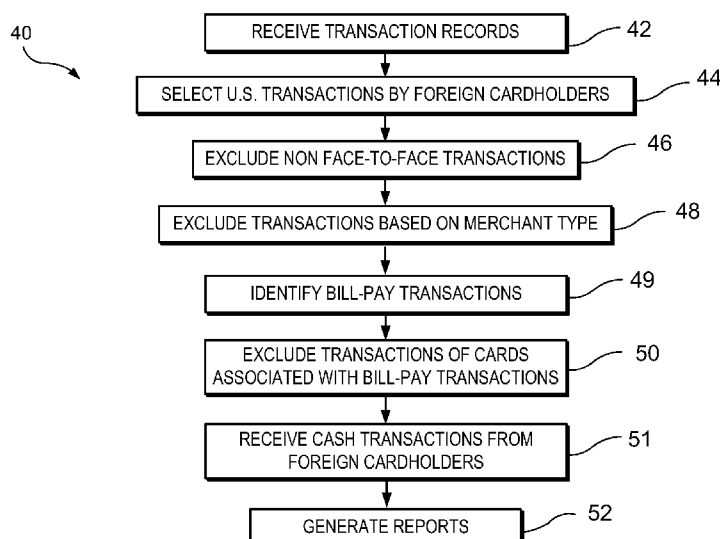 40
RECEIVE TRANSACTION RECORDS
42
SELECT U.S. TRANSACTIONS BY FOREIGN CARDHOLDERS
44
EXCLUDE NON FACE-TO-FACE TRANSACTIONS
46
EXCLUDE TRANSACTIONS BASED ON MERCHANT TYPE
48
IDENTIFY BILL-PAY TRANSACTIONS
49
EXCLUDE TRANSACTIONS OF CARDS
ASSOCIATED WITH BILL-PAY TRANSACTIONS
50
RECEIVE CASH TRANSACTIONS FROM
FOREIGN CARDHOLDERS
51
GENERATE REPORTS
52